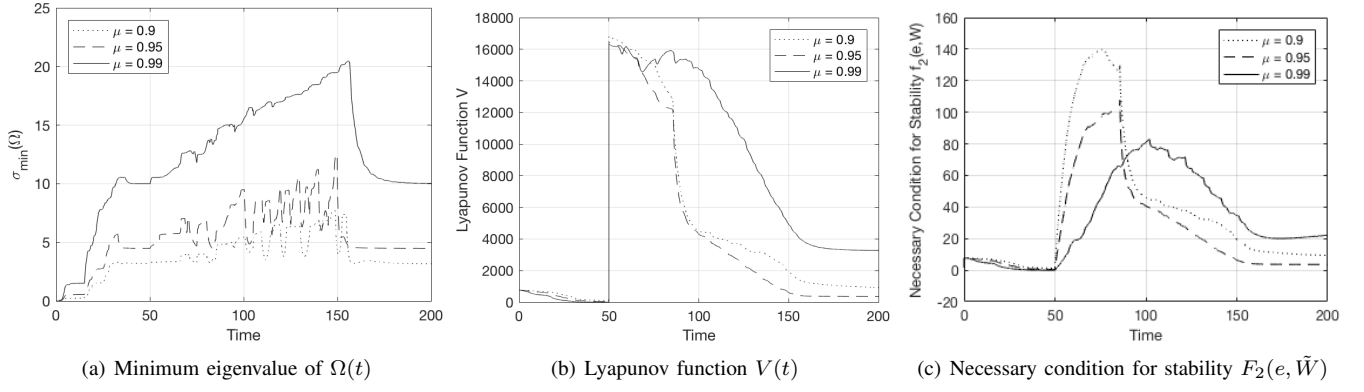 25
20
15
10
5
0
0 50 100 150 200
σmin(Ω)
Time
μ = 0.9
μ = 0.95
μ = 0.99
(a) Minimum eigenvalue of Ω(t)
18000
16000
14000
12000
10000
8000
6000
4000
2000
0
0 50 100 150 200
Lyapunov Function V
Time
μ = 0.9
μ = 0.95
μ = 0.99
(b) Lyapunov function V(t)
160
140
120
100
80
60
40
20
0
-20
0 50 100 150 200
Necessary Condition for Stability f2(e,W)
Time
μ = 0.9
μ = 0.95
μ = 0.99
(c) Necessary condition for stability F2(e, W̃)